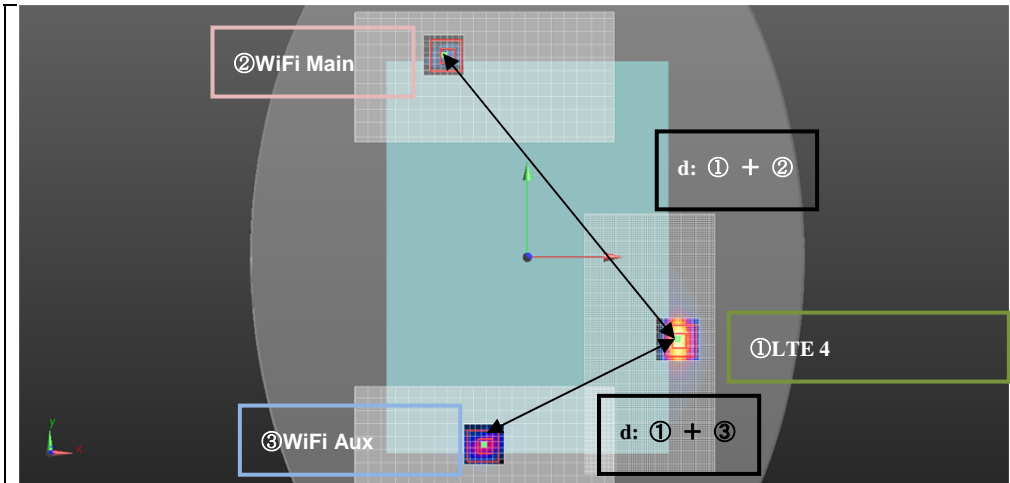 ②WiFi Main
d: ① + ②
①LTE 4
③WiFi Aux
d: ① + ③
y
x